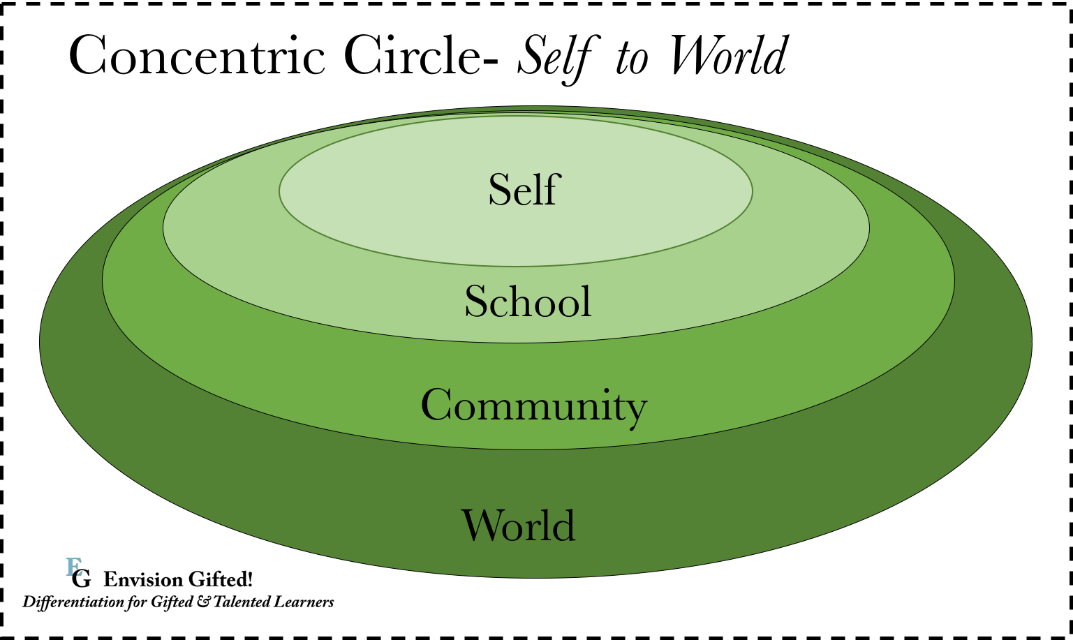 Concentric Circle- Self to World
Self
School
Community
World
EG Envision Gifted!
Differentiation for Gifted & Talented Learners